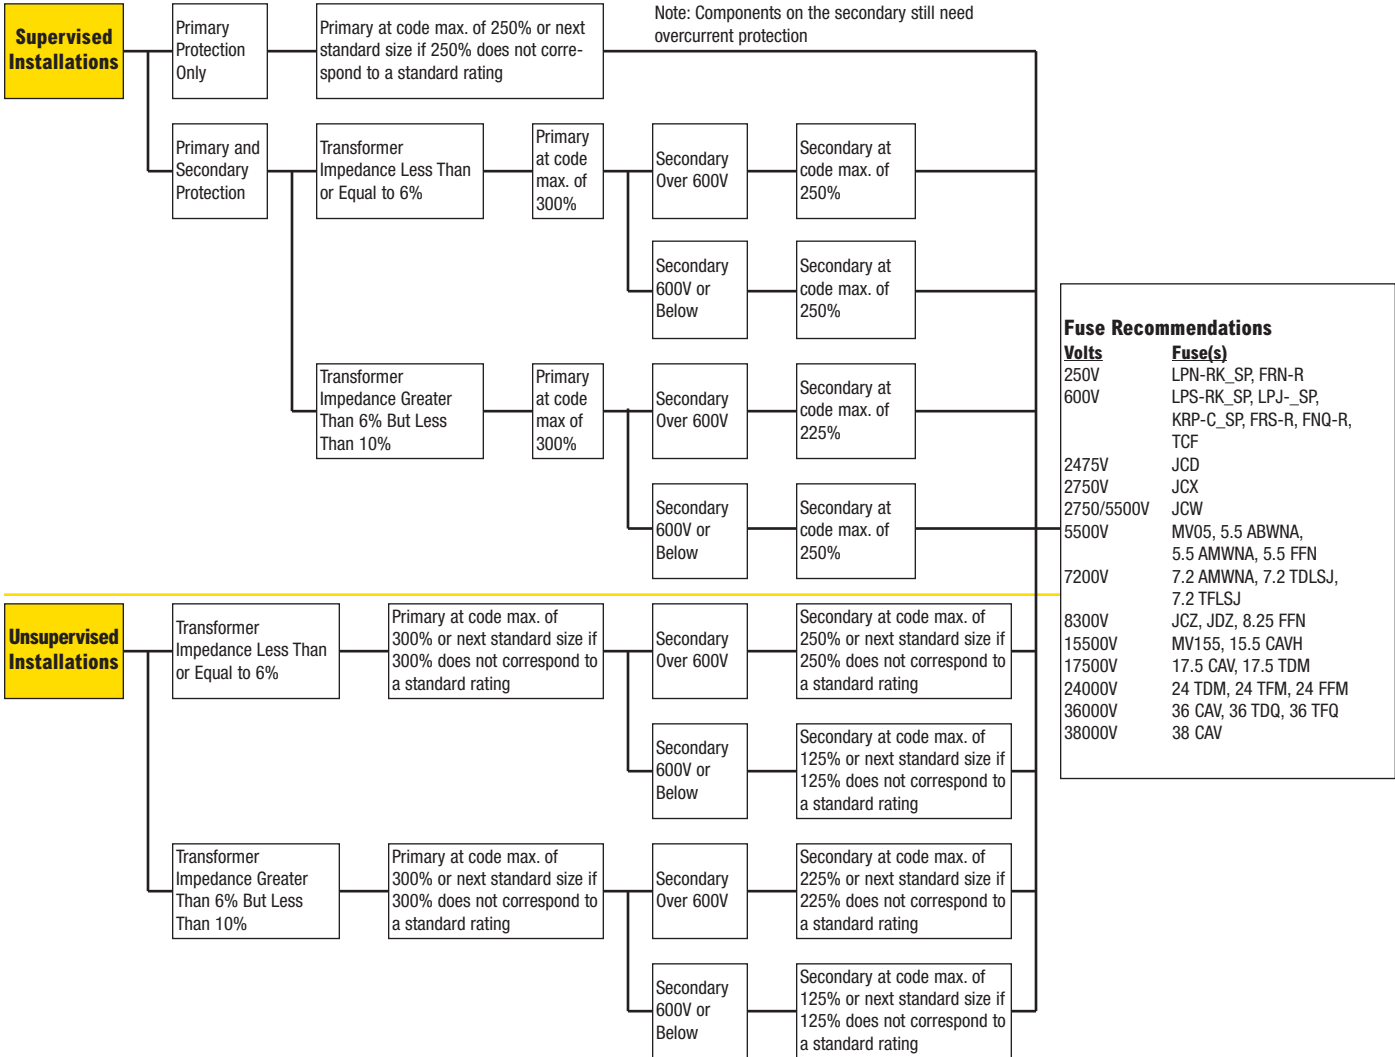 Note: Components on the secondary still need
overcurrent protection
Supervised
Installations
Primary
Protection
Only
Primary at code max. of 250% or next
standard size if 250% does not corre-
spond to a standard rating
Primary and
Secondary
Protection
Transformer
Impedance Less Than
or Equal to 6%
Primary
at code
max. of
300%
Secondary
Over 600V
Secondary at
code max. of
250%
Secondary
600V or
Below
Secondary at
code max. of
250%
Transformer
Impedance Greater
Than 6% But Less
Than 10%
Primary
at code
max of
300%
Secondary
Over 600V
Secondary at
code max. of
225%
Secondary
600V or
Below
Secondary at
code max. of
250%
Unsupervised
Installations
Transformer
Impedance Less Than
or Equal to 6%
Primary at code max. of
300% or next standard size if
300% does not correspond to
a standard rating
Secondary
Over 600V
Secondary at code max. of
250% or next standard size if
250% does not correspond to
a standard rating
Secondary
600V or
Below
Secondary at code max. of
125% or next standard size if
125% does not correspond to
a standard rating
Transformer
Impedance Greater
Than 6% But Less
Than 10%
Primary at code max. of
300% or next standard size if
300% does not correspond to
a standard rating
Secondary
Over 600V
Secondary at code max. of
225% or next standard size if
225% does not correspond to
a standard rating
Secondary
600V or
Below
Secondary at code max. of
125% or next standard size if
125% does not correspond to
a standard rating
Fuse Recommendations
Volts Fuse(s)
250V LPN-RK_SP, FRN-R
600V LPS-RK_SP, LPJ-_SP,
KRP-C_SP, FRS-R, FNQ-R,
TCF
2475V JCD
2750V JCX
2750/5500V JCW
5500V MV05, 5.5 ABWNA,
5.5 AMWNA, 5.5 FFN
7200V 7.2 AMWNA, 7.2 TDLSJ,
7.2 TFLSJ
8300V JCZ, JDZ, 8.25 FFN
15500V MV155, 15.5 CAVH
17500V 17.5 CAV, 17.5 TDM
24000V 24 TDM, 24 TFM, 24 FFM
36000V 36 CAV, 36 TDQ, 36 TFQ
38000V 38 CAV